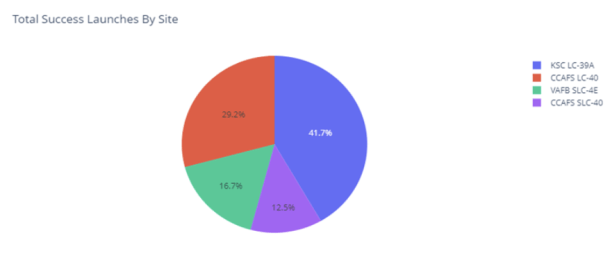 Total Success Launches By Site
KSC LC-39A
CCAFS LC-40
VAFB SLC-4E
CCAFS SLC-40
29.2%
41.7%
16.7%
12.5%